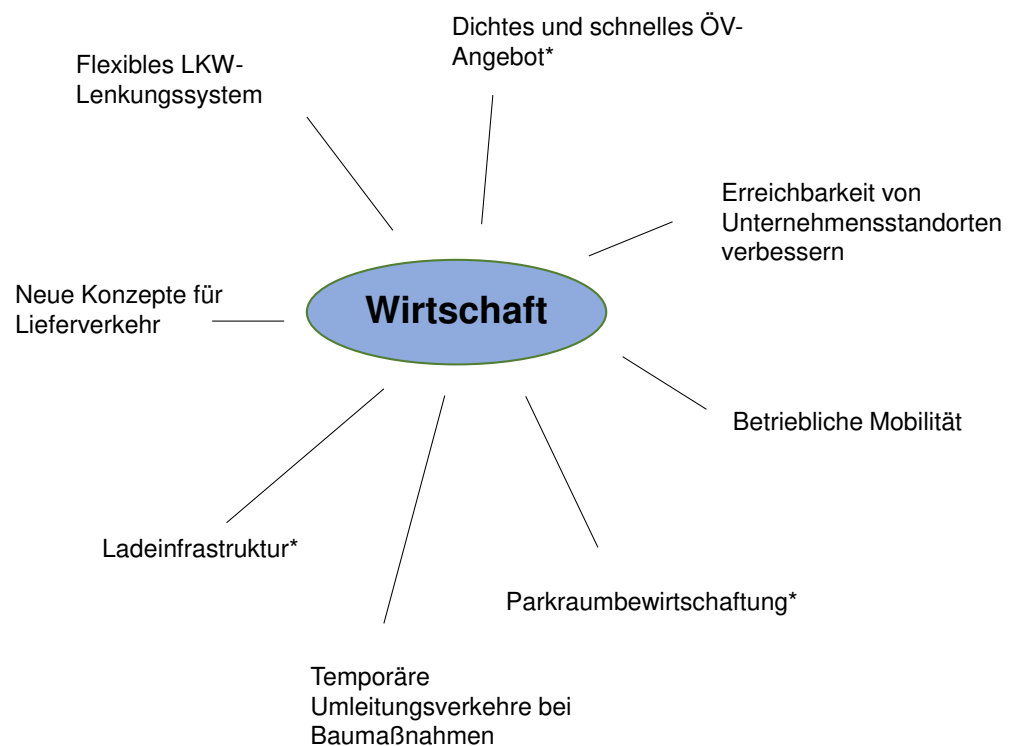 Dichtes und schnelles ÖV-
Angebot*
Flexibles LKW-
Lenkungssystem
Erreichbarkeit von
Unternehmensstandorten
verbessern
Neue Konzepte für
Lieferverkehr
Wirtschaft
Betriebliche Mobilität
Ladeinfrastruktur*
Parkraumbewirtschaftung*
Temporäre
Umleitungsverkehre bei
Baumaßnahmen